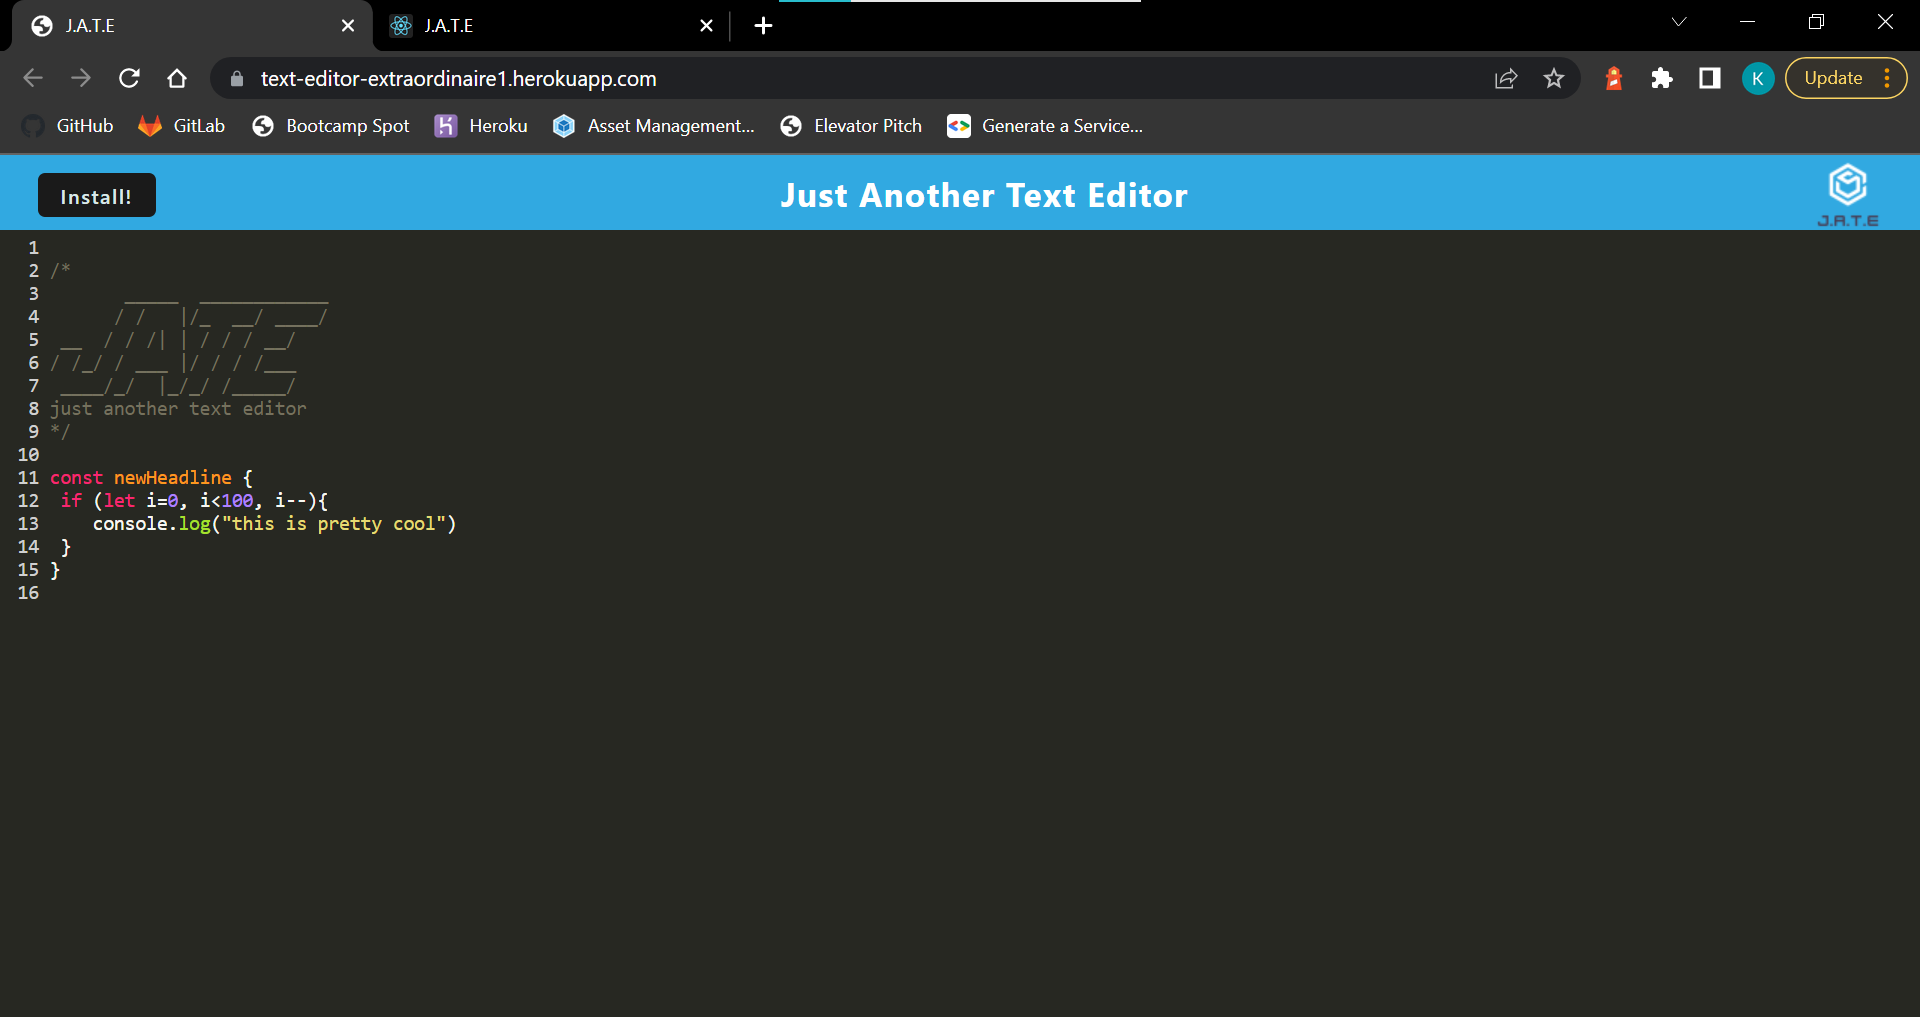 J.A.T.E
J.A.T.E
text-editor-extraordinaire1.herokuapp.com
K
Update
GitHub
GitLab
Bootcamp Spot
Heroku
Asset Management...
Elevator Pitch
Generate a Service...
Install!
Just Another Text Editor
J.A.T.E
1
2 /*
3       _____  ____________
4      / /   |/_  __/ ____/
5 __  / / /| | / / / __/
6 / /_/ / ___ |/ / / /___
7 ____/_/  |_/_/ /_____/
8 just another text editor
9 */
10
11 const newHeadline {
12  if (let i=0, i<100, i--){
13     console.log("this is pretty cool")
14  }
15 }
16